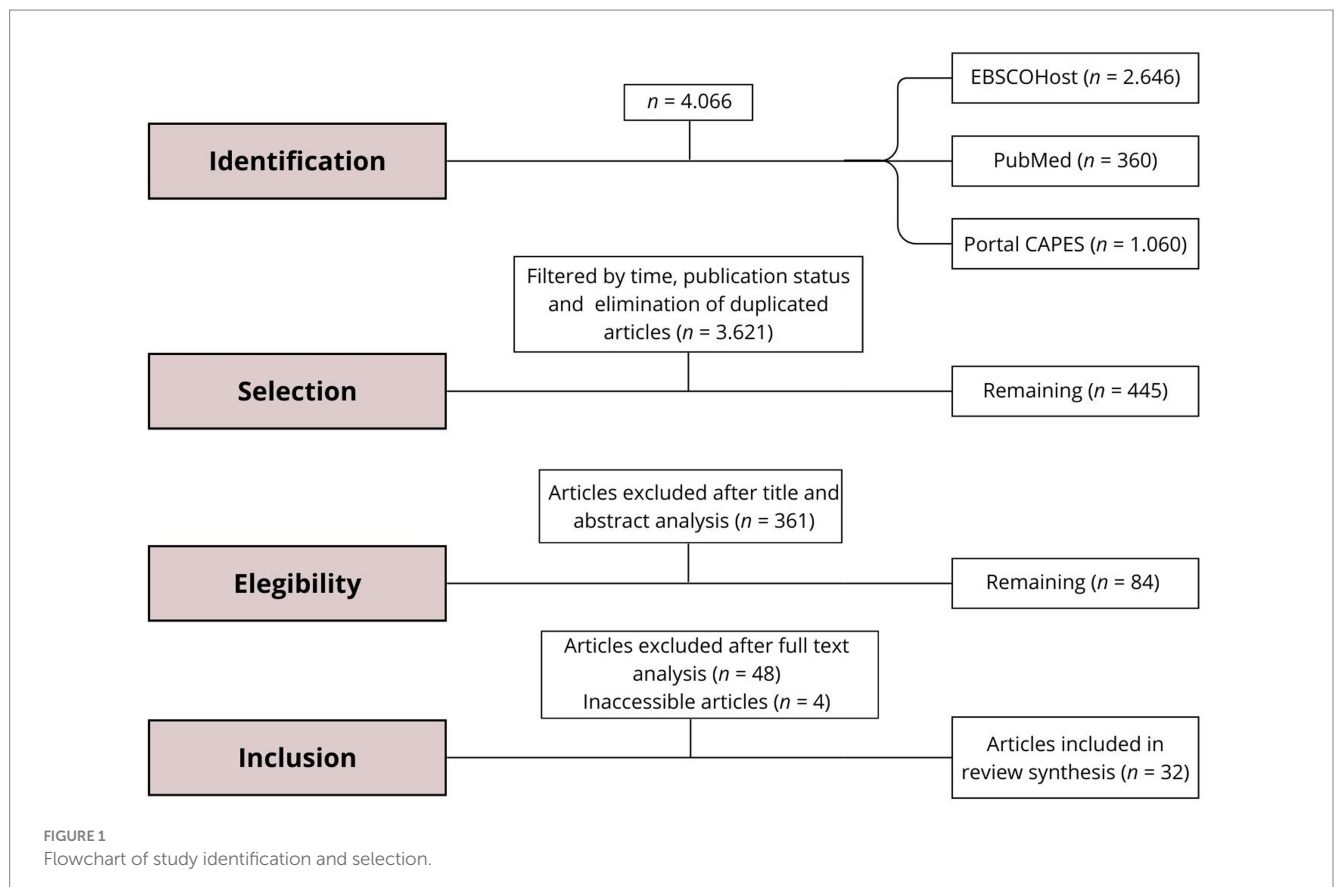 n = 4.066
EBSCOHost (n = 2.646)
Identification
PubMed (n = 360)
Portal CAPES (n = 1.060)
Filtered by time, publication status
and elimination of duplicated
articles (n = 3.621)
Selection
Remaining (n = 445)
Articles excluded after title and
abstract analysis (n = 361)
Elegibility
Remaining (n = 84)
Articles excluded after full text
analysis (n = 48)
Inaccessible articles (n = 4)
Inclusion
Articles included in
review synthesis (n = 32)
FIGURE 1
Flowchart of study identification and selection.